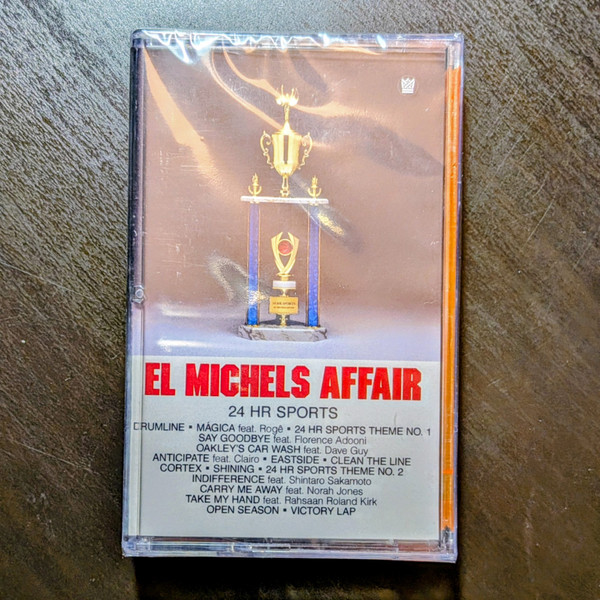 EL MICHELS AFFAIR
24 HR SPORTS
DRUMLINE • MÁGICA feat. Rogê • 24 HR SPORTS THEME NO. 1
SAY GOODBYE feat. Florence Adooni
OAKLEY'S CAR WASH feat. Dave Guy
ANTICIPATE feat. Clairo • EASTSIDE • CLEAN THE LINE
CORTEX • SHINING • 24 HR SPORTS THEME NO. 2
INDIFFERENCE feat. Shintaro Sakamoto
CARRY ME AWAY feat. Norah Jones
TAKE MY HAND feat. Rahsaan Roland Kirk
OPEN SEASON • VICTORY LAP